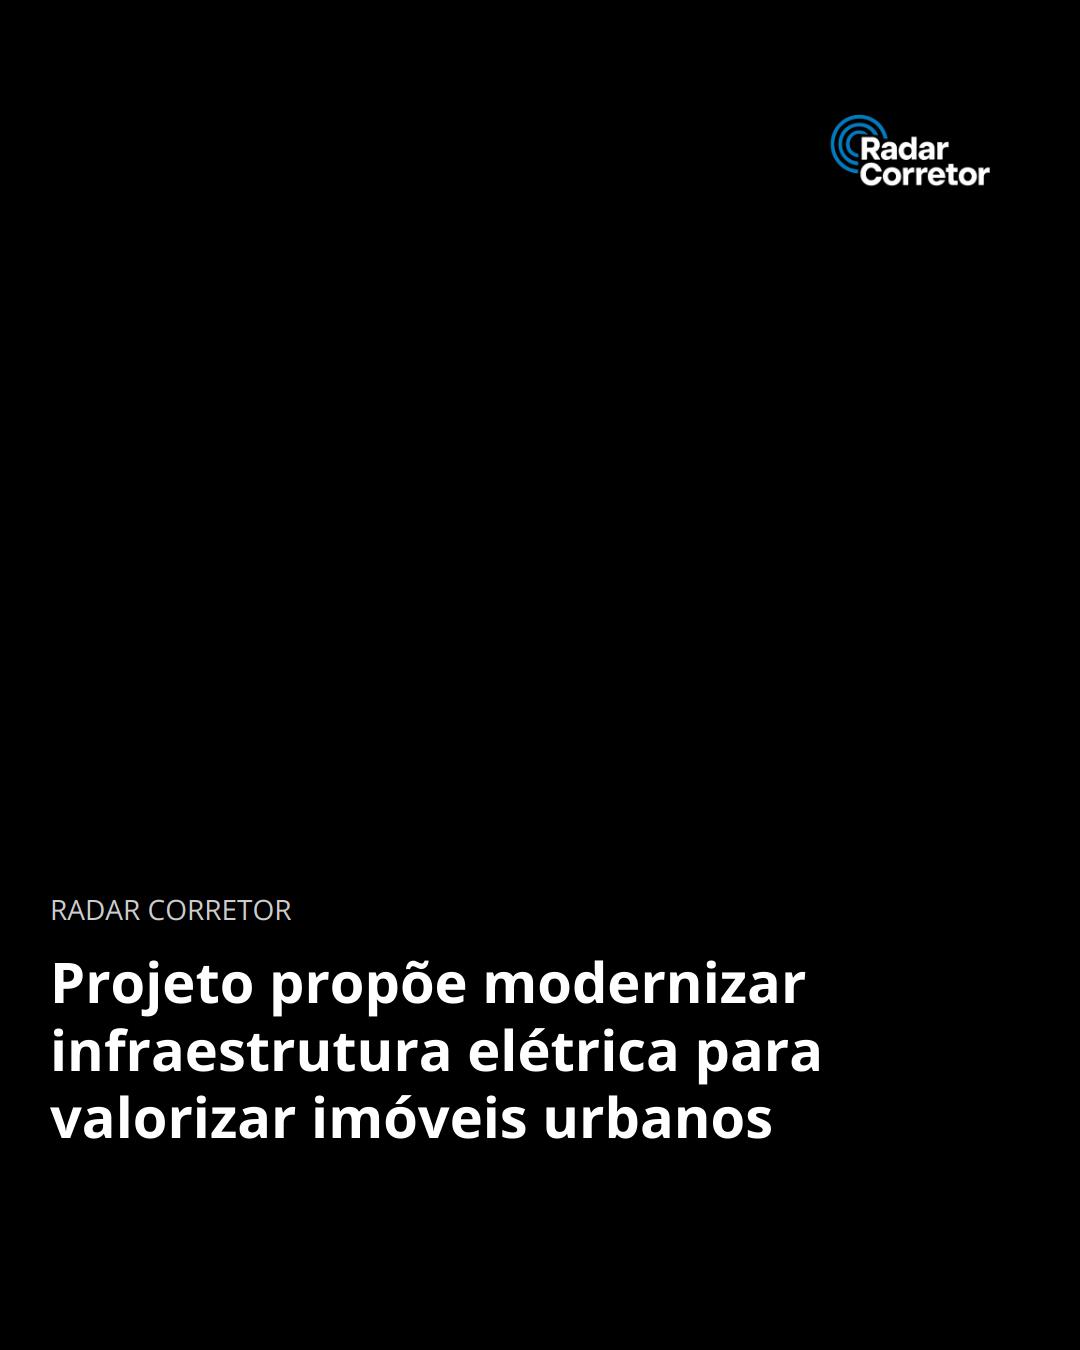 Radar
Corretor
RADAR CORRETOR
Projeto propõe modernizar
infraestrutura elétrica para
valorizar imóveis urbanos